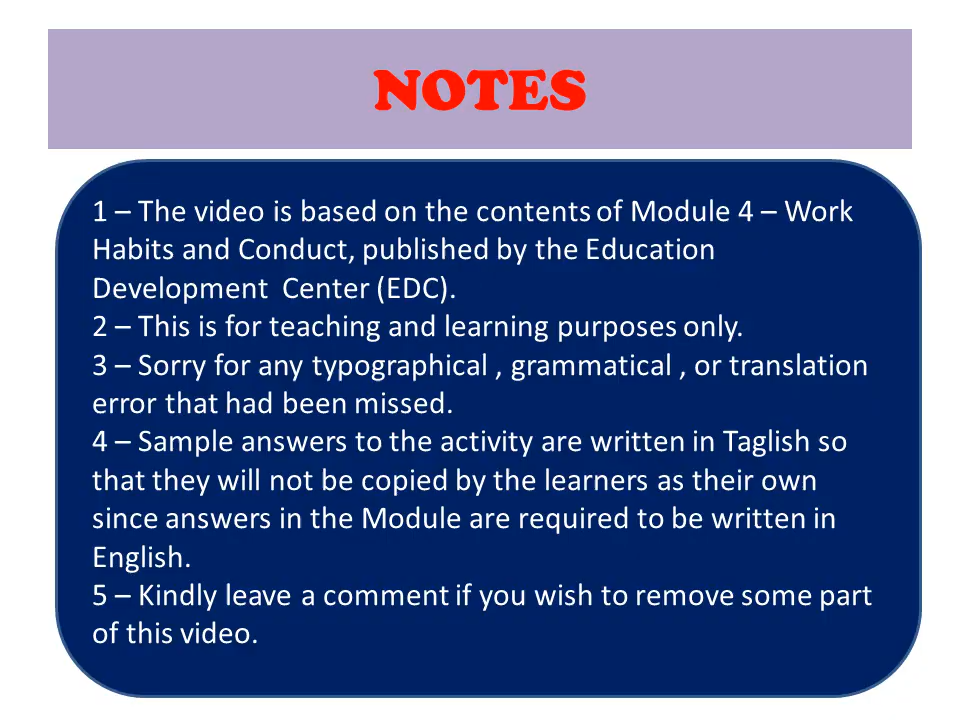 NOTES
1 – The video is based on the contents of Module 4 – Work
Habits and Conduct, published by the Education
Development Center (EDC).
2 – This is for teaching and learning purposes only.
3 – Sorry for any typographical , grammatical , or translation
error that had been missed.
4 – Sample answers to the activity are written in Taglish so
that they will not be copied by the learners as their own
since answers in the Module are required to be written in
English.
5 – Kindly leave a comment if you wish to remove some part
of this video.